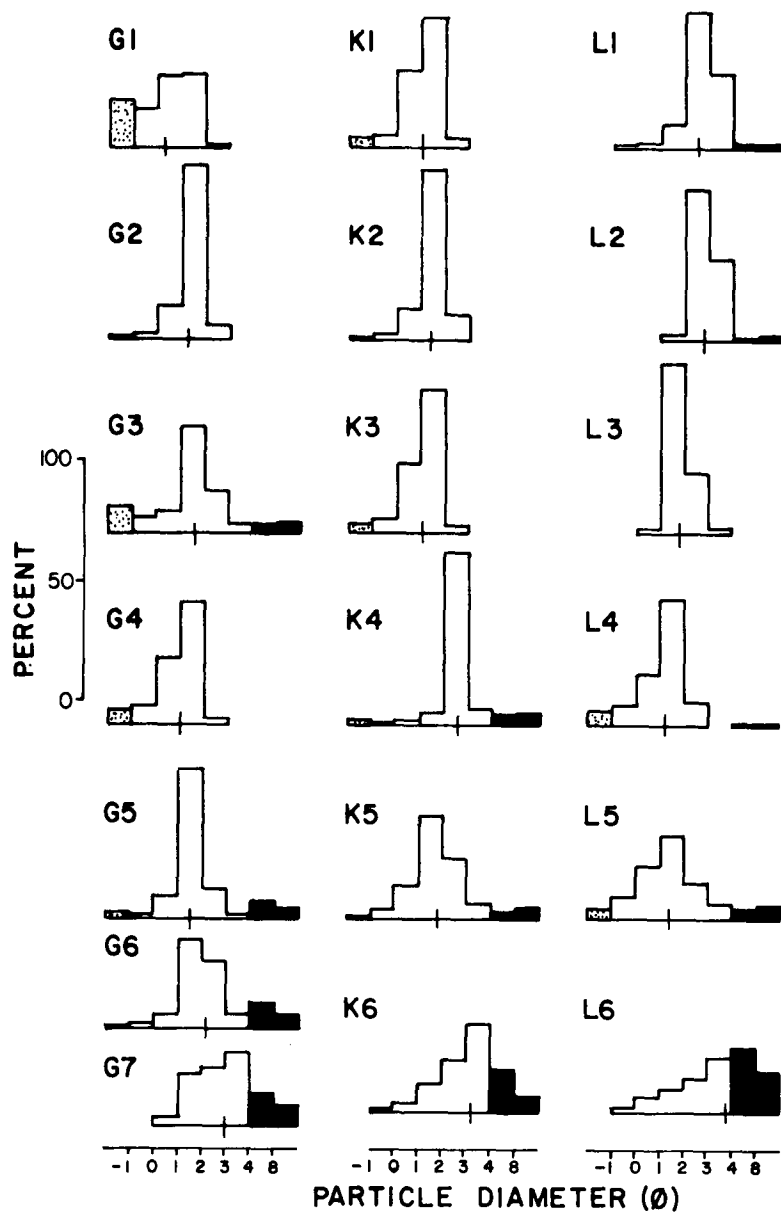 G1 K1 L1
G2 K2 L2
G3 K3 L3
100
50
0
PERCENT
G4 K4 L4
G5 K5 L5
G6
K6 L6
G7
-1 0 1 2 3 4 8 -1 0 1 2 3 4 8 -1 0 1 2 3 4 8
PARTICLE DIAMETER (Ø)